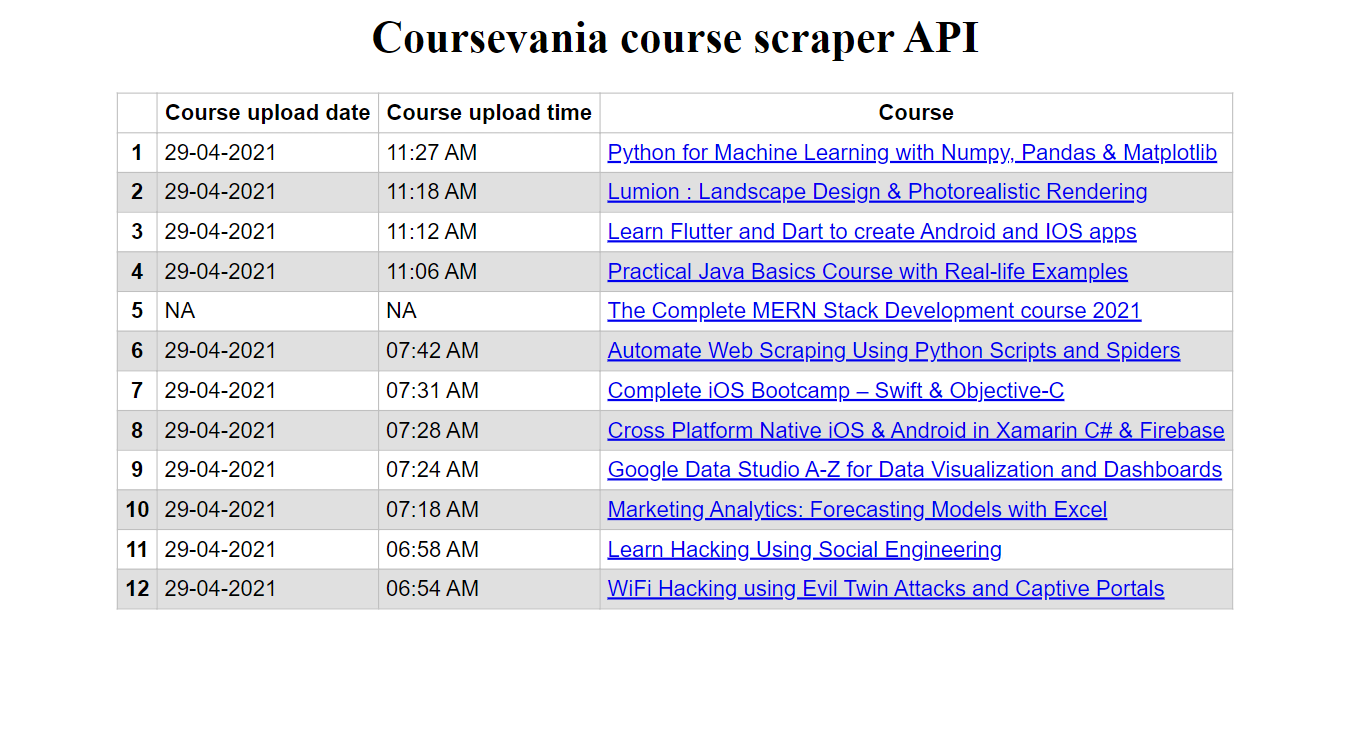 Coursevania course scraper API
Course upload date Course upload time Course
1 29-04-2021 11:27 AM Python for Machine Learning with Numpy, Pandas & Matplotlib
2 29-04-2021 11:18 AM Lumion : Landscape Design & Photorealistic Rendering
3 29-04-2021 11:12 AM Learn Flutter and Dart to create Android and IOS apps
4 29-04-2021 11:06 AM Practical Java Basics Course with Real-life Examples
5 NA NA The Complete MERN Stack Development course 2021
6 29-04-2021 07:42 AM Automate Web Scraping Using Python Scripts and Spiders
7 29-04-2021 07:31 AM Complete iOS Bootcamp – Swift & Objective-C
8 29-04-2021 07:28 AM Cross Platform Native iOS & Android in Xamarin C# & Firebase
9 29-04-2021 07:24 AM Google Data Studio A-Z for Data Visualization and Dashboards
10 29-04-2021 07:18 AM Marketing Analytics: Forecasting Models with Excel
11 29-04-2021 06:58 AM Learn Hacking Using Social Engineering
12 29-04-2021 06:54 AM WiFi Hacking using Evil Twin Attacks and Captive Portals